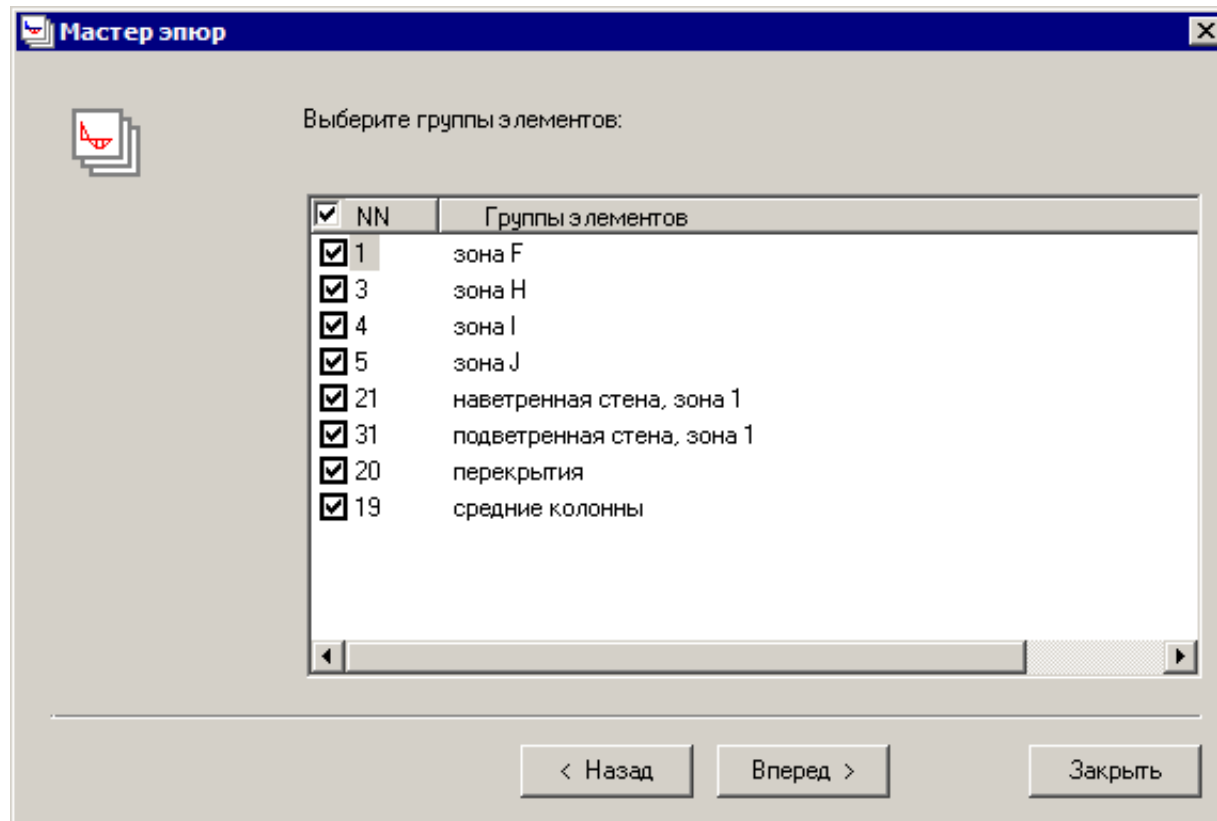 Мастер эпюр
Выберите группы элементов:
NN Группы элементов
1 зона F
3 зона H
4 зона I
5 зона J
21 наветренная стена, зона 1
31 подветренная стена, зона 1
20 перекрытия
19 средние колонны
< Назад Вперед > Закрыть